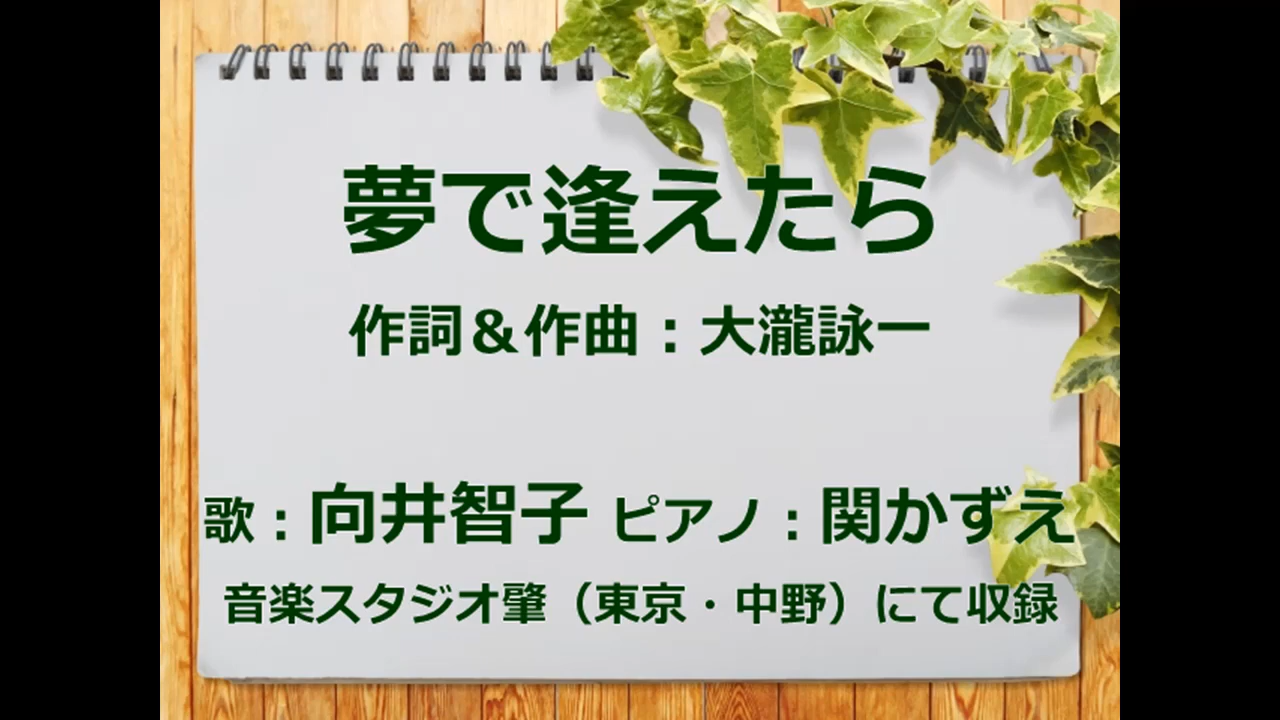 夢で逢えたら
作詞＆作曲：大瀧詠一
歌：向井智子 ピアノ：関かずえ
音楽スタジオ肇（東京・中野）にて収録